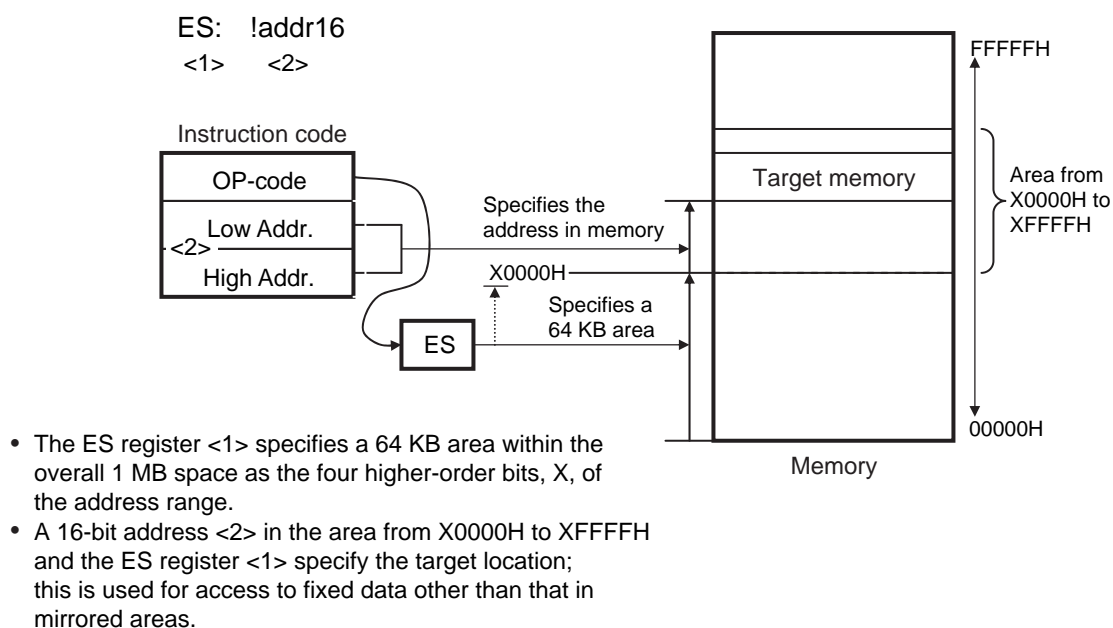 ES: !addr16
<1> <2>
Instruction code
OP-code
Low Addr.
<2>
High Addr.
ES
Specifies the
address in memory
X0000H
Specifies a
64 KB area
FFFFFH
Target memory
Area from
X0000H to
XFFFFH
00000H
Memory
• The ES register <1> specifies a 64 KB area within the
overall 1 MB space as the four higher-order bits, X, of
the address range.
• A 16-bit address <2> in the area from X0000H to XFFFFH
and the ES register <1> specify the target location;
this is used for access to fixed data other than that in
mirrored areas.